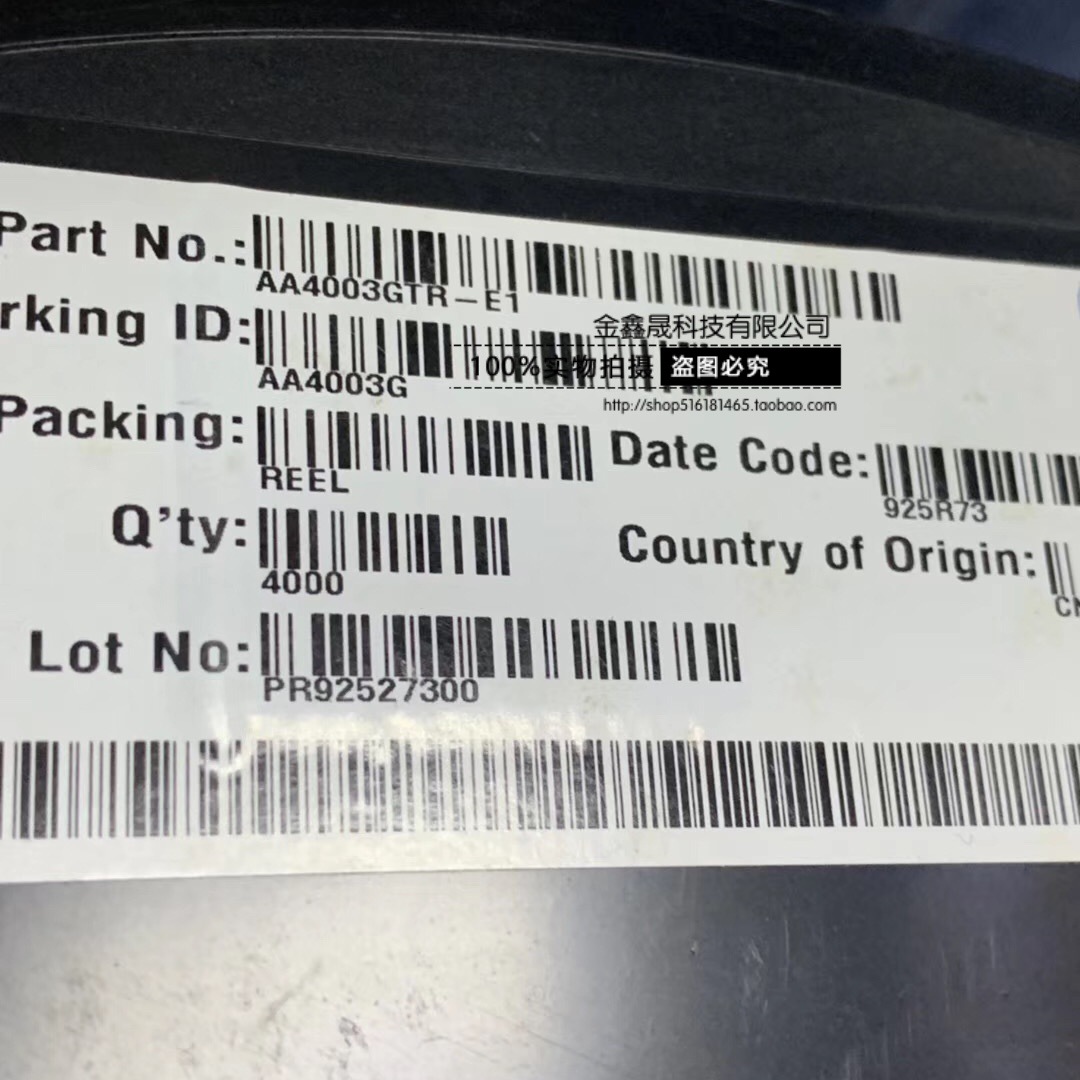 Part No.:
AA4003GTR-E1
rking ID:
AA4003G
金鑫晟科技有限公司
100%实物拍摄 盗图必究
http://shop516181465.taobao.com
Packing:
REEL
Date Code:
925R73
Q'ty:
4000
Country of Origin:
CN
Lot No:
PR92527300